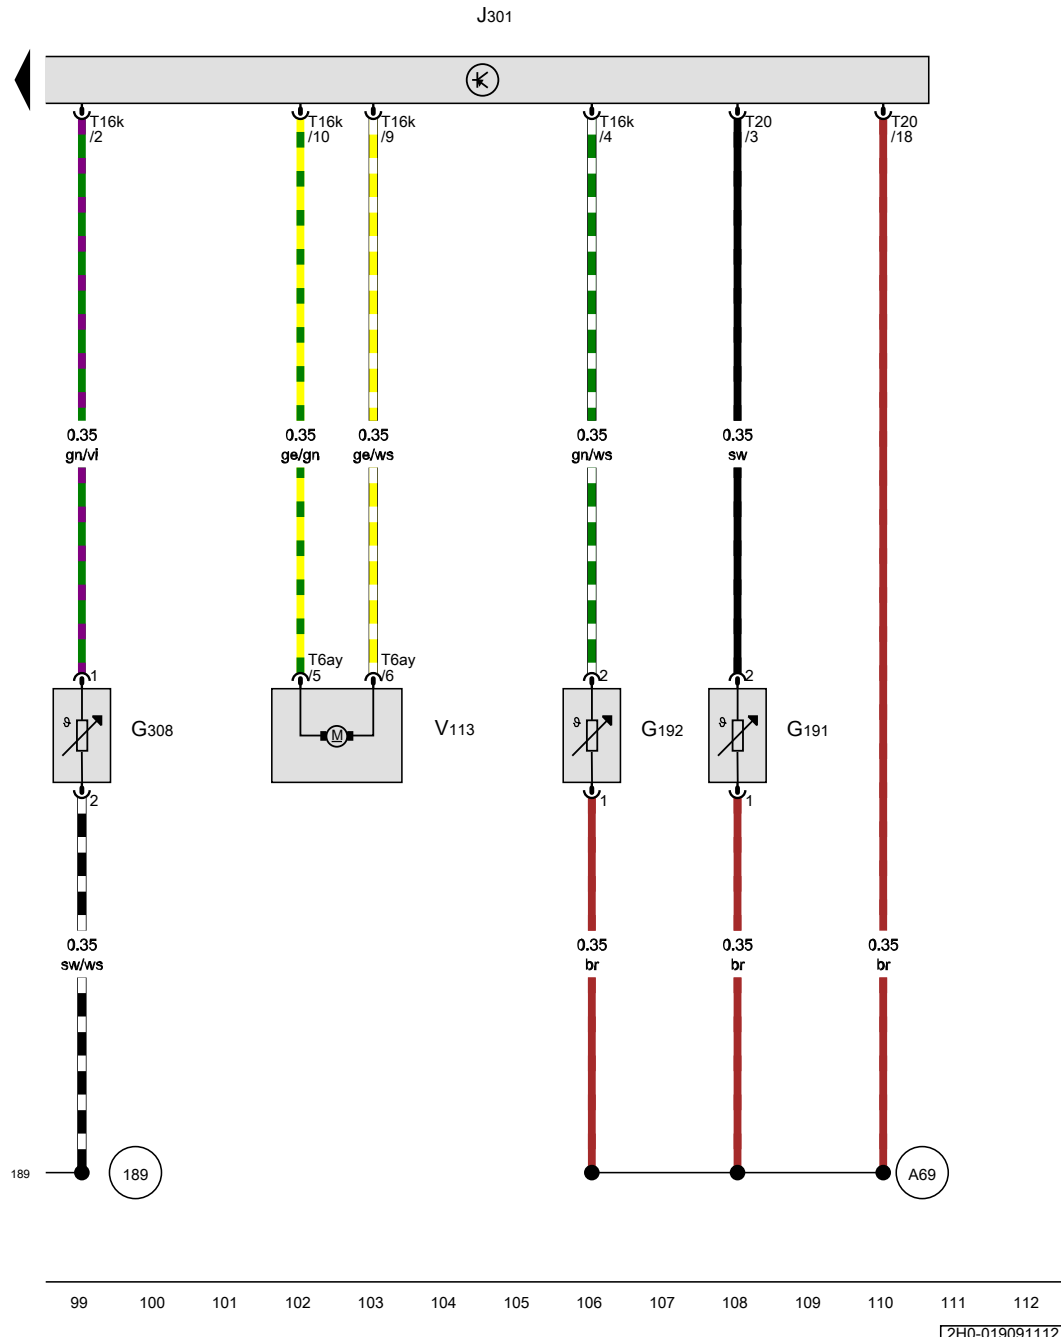 J301
T16k
/2
T16k
/10
T16k
/9
T16k
/4
T20
/3
T20
/18
0.35
gn/vi
0.35
ge/gn
0.35
ge/ws
0.35
gn/ws
0.35
sw
1
T6ay
/5
T6ay
/6
2
2
ϑ
G308
M
V113
ϑ
G192
ϑ
G191
2
1
1
0.35
sw/ws
0.35
br
0.35
br
0.35
br
189
189
A69
99 100 101 102 103 104 105 106 107 108 109 110 111 112
2H0-019091112